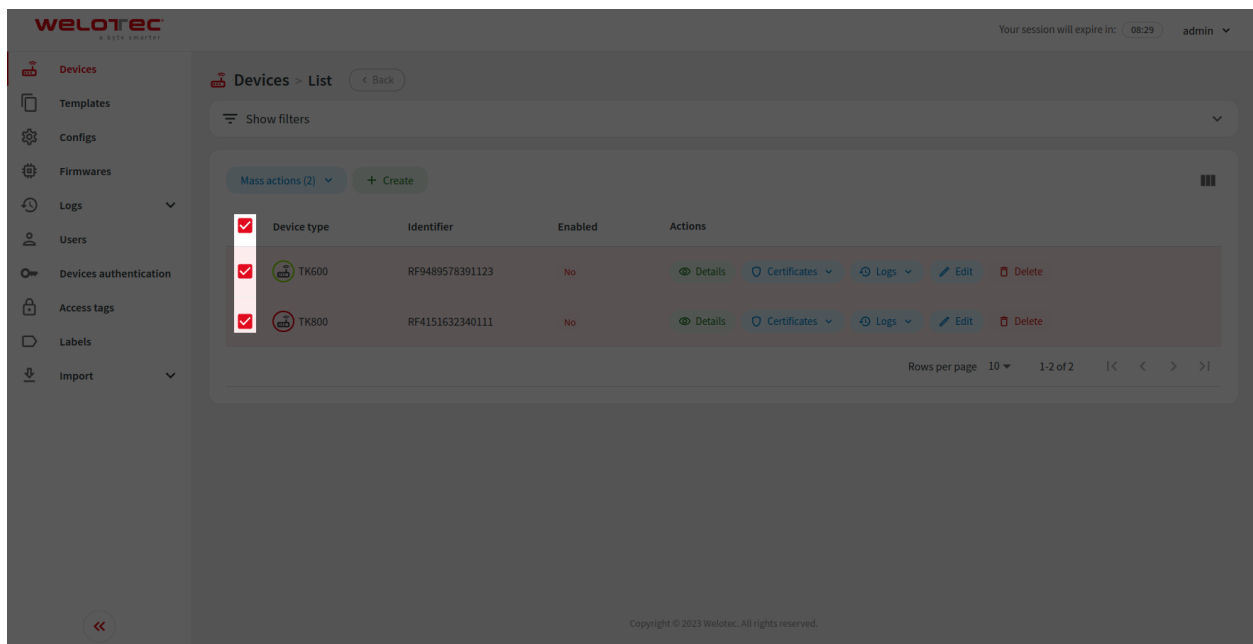 welotec
a byte smarter
Your session will expire in: 08:29 admin
Devices
Templates
Configs
Firmwares
Logs
Users
Devices authentication
Access tags
Labels
Import
Devices > List < Back
Show filters
Mass actions (2) + Create
Device type Identifier Enabled Actions
TK600 RF9489578391123 No Details Certificates Logs Edit Delete
TK800 RF4151632340111 No Details Certificates Logs Edit Delete
Rows per page 10 1-2 of 2
Copyright © 2023 Welotec. All rights reserved.